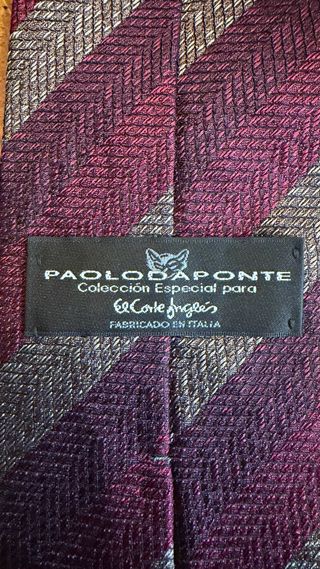 PAOLODAPONTE
Colección Especial para
El Corte Inglés
FABRICADO EN ITALIA